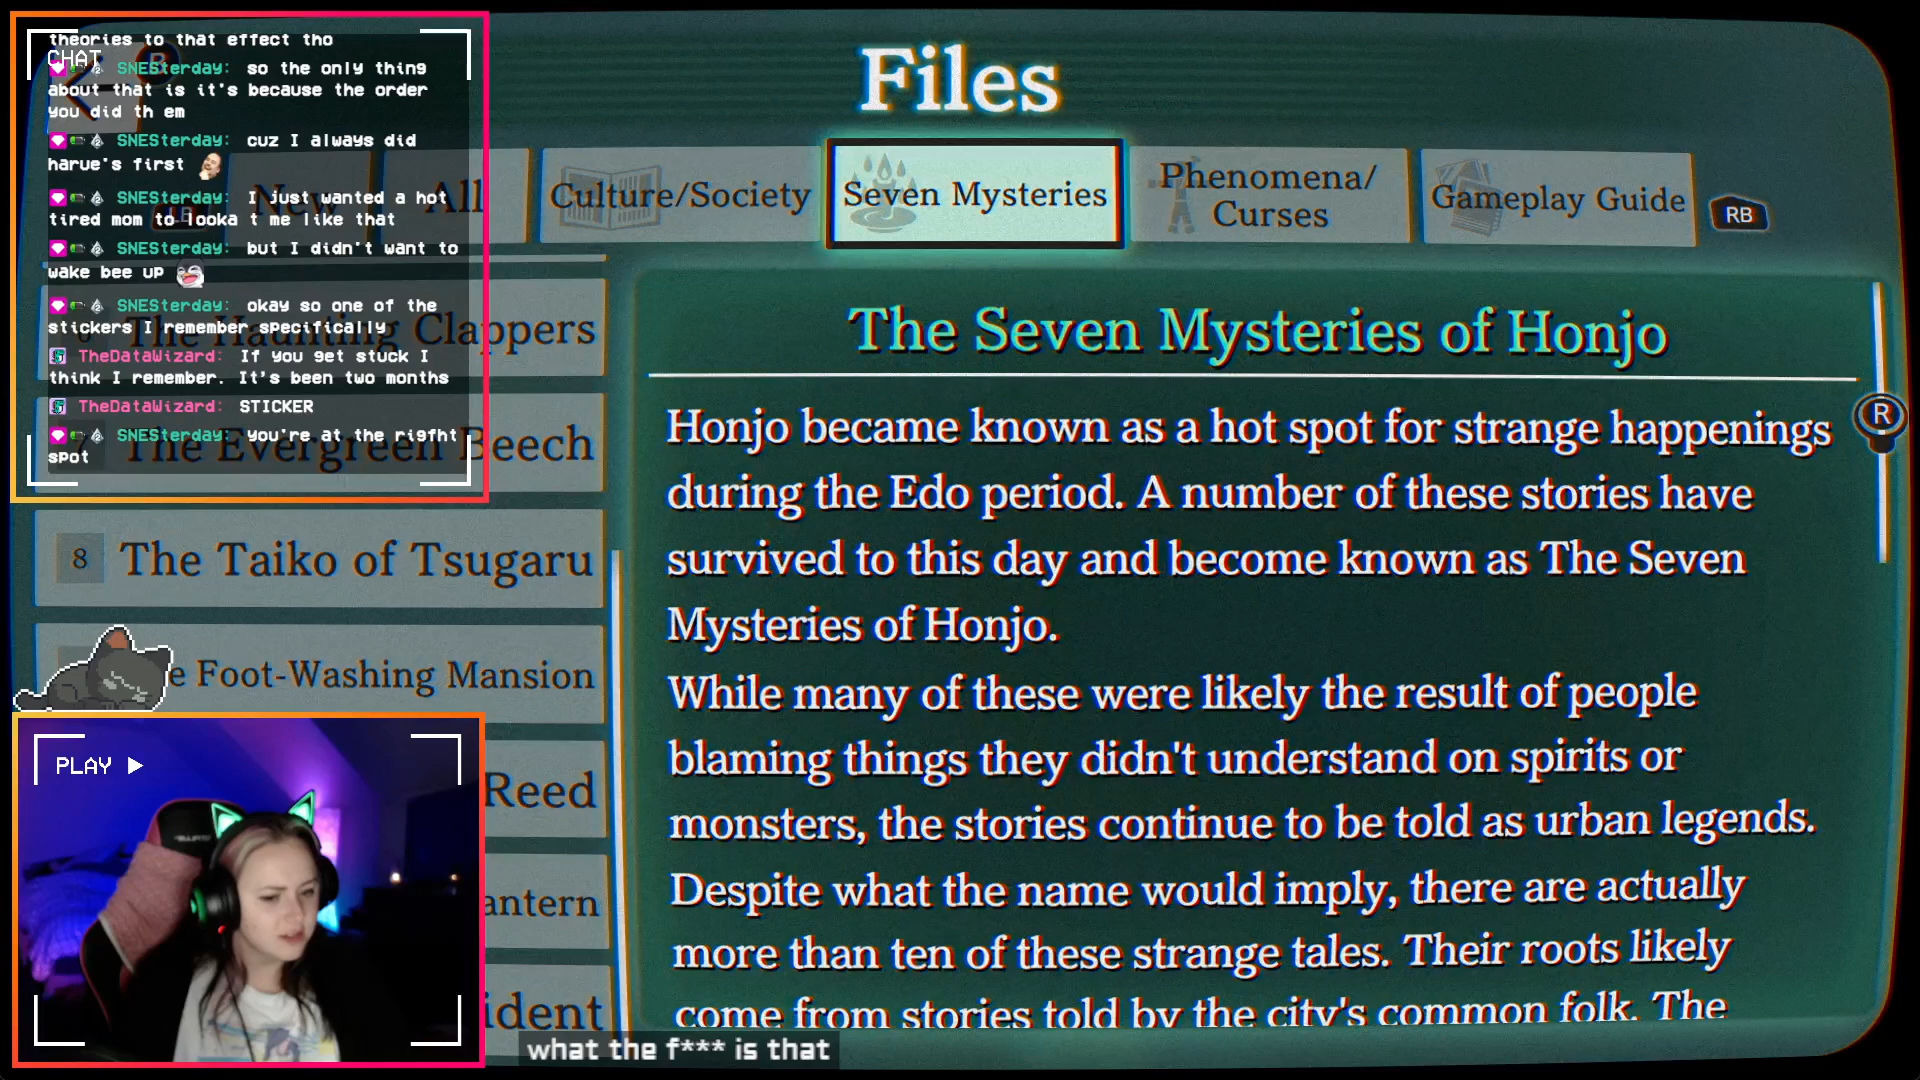 theories to that effect tho
CHAT
SNESterday: so the only thing
about that is it's because the order
you did th em
SNESterday: cuz I always did
harue's first
SNESterday: I just wanted a hot
tired mom to looka t me like that
SNESterday: but I didn't want to
wake bee up
SNESterday: okay so one of the
stickers I remember specifically
TheDataWizard: If you get stuck I
think I remember. It's been two months
TheDataWizard: STICKER
SNESterday: you're at the rigfht
spot
Files
New
All
Culture/Society
Seven Mysteries
Phenomena/
Curses
Gameplay Guide
RB
The Haunting Clappers
The Evergreen Beech
8 The Taiko of Tsugaru
e Foot-Washing Mansion
Reed
antern
ident
The Seven Mysteries of Honjo
R
Honjo became known as a hot spot for strange happenings
during the Edo period. A number of these stories have
survived to this day and become known as The Seven
Mysteries of Honjo.
While many of these were likely the result of people
blaming things they didn't understand on spirits or
monsters, the stories continue to be told as urban legends.
Despite what the name would imply, there are actually
more than ten of these strange tales. Their roots likely
come from stories told by the city's common folk. The
PLAY
what the f*** is that